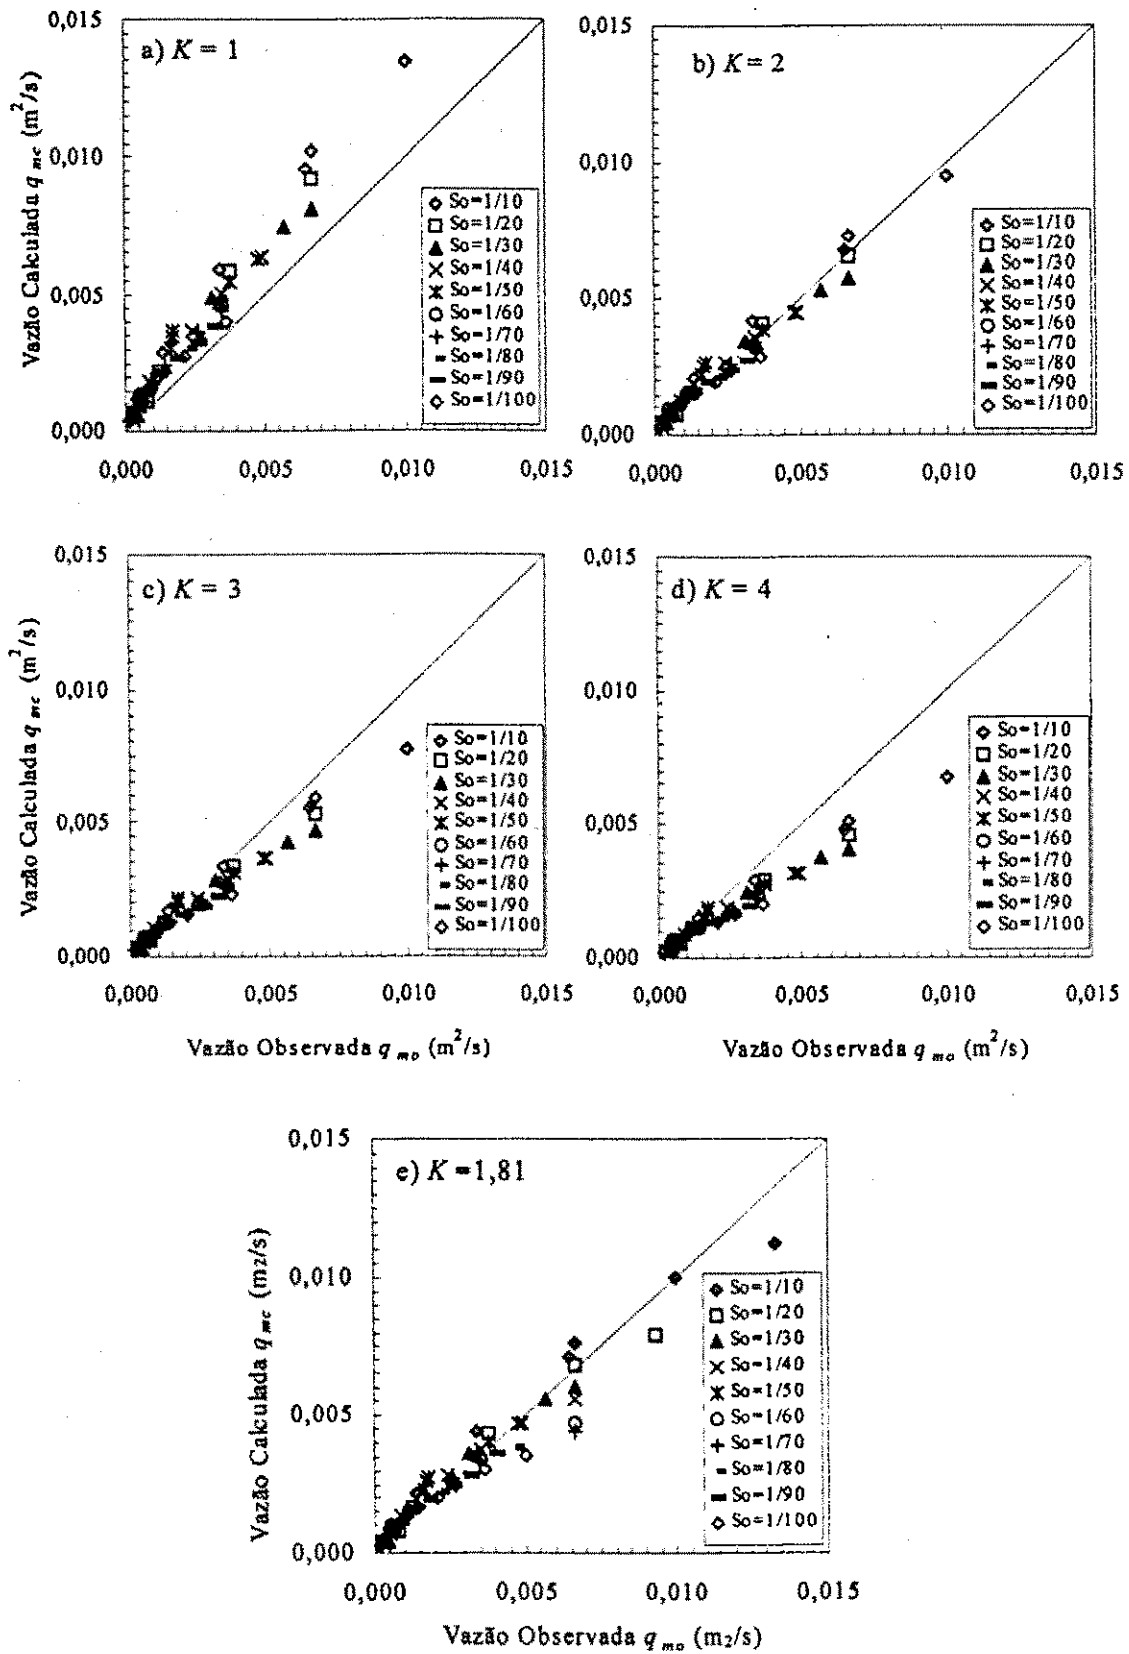 a) K = 1
Vazão Calculada q mc (m²/s)
0,015
0,010
0,005
0,000
0,000 0,005 0,010 0,015
So=1/10
So=1/20
So=1/30
So=1/40
So=1/50
So=1/60
So=1/70
So=1/80
So=1/90
So=1/100
b) K = 2
0,015
0,010
0,005
0,000
0,000 0,005 0,010 0,015
So=1/10
So=1/20
So=1/30
So=1/40
So=1/50
So=1/60
So=1/70
So=1/80
So=1/90
So=1/100
c) K = 3
Vazão Calculada q mc (m²/s)
0,015
0,010
0,005
0,000
0,000 0,005 0,010 0,015
Vazão Observada q mo (m²/s)
So=1/10
So=1/20
So=1/30
So=1/40
So=1/50
So=1/60
So=1/70
So=1/80
So=1/90
So=1/100
d) K = 4
0,015
0,010
0,005
0,000
0,000 0,005 0,010 0,015
Vazão Observada q mo (m²/s)
So=1/10
So=1/20
So=1/30
So=1/40
So=1/50
So=1/60
So=1/70
So=1/80
So=1/90
So=1/100
e) K=1,81
Vazão Calculada q mc (m2/s)
0,015
0,010
0,005
0,000
0,000 0,005 0,010 0,015
Vazão Observada q mo (m2/s)
So=1/10
So=1/20
So=1/30
So=1/40
So=1/50
So=1/60
So=1/70
So=1/80
So=1/90
So=1/100